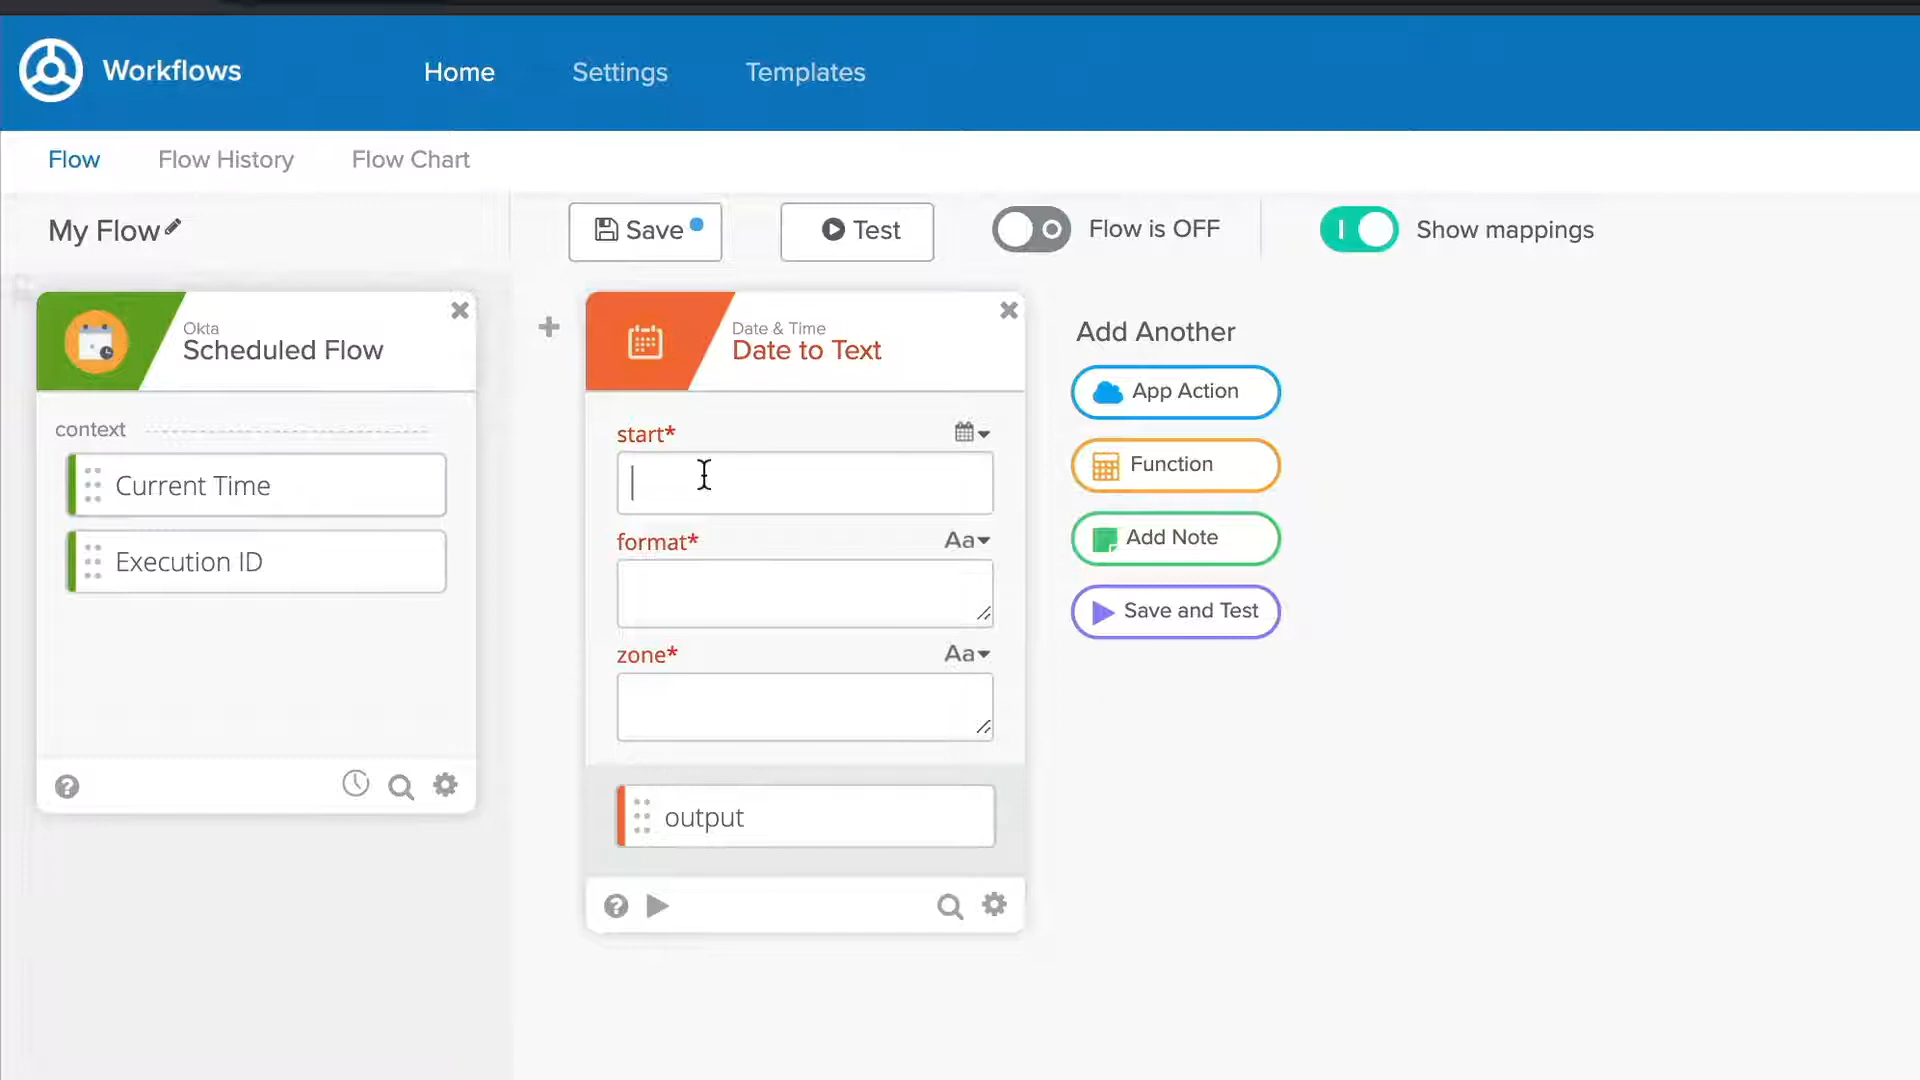 Workflows
Home
Settings
Templates
Flow
Flow History
Flow Chart
My Flow
Save
Test
Flow is OFF
Show mappings
Okta
Scheduled Flow
context
Current Time
Execution ID
Date & Time
Date to Text
start*
format*
Aa
zone*
Aa
output
Add Another
App Action
Function
Add Note
Save and Test